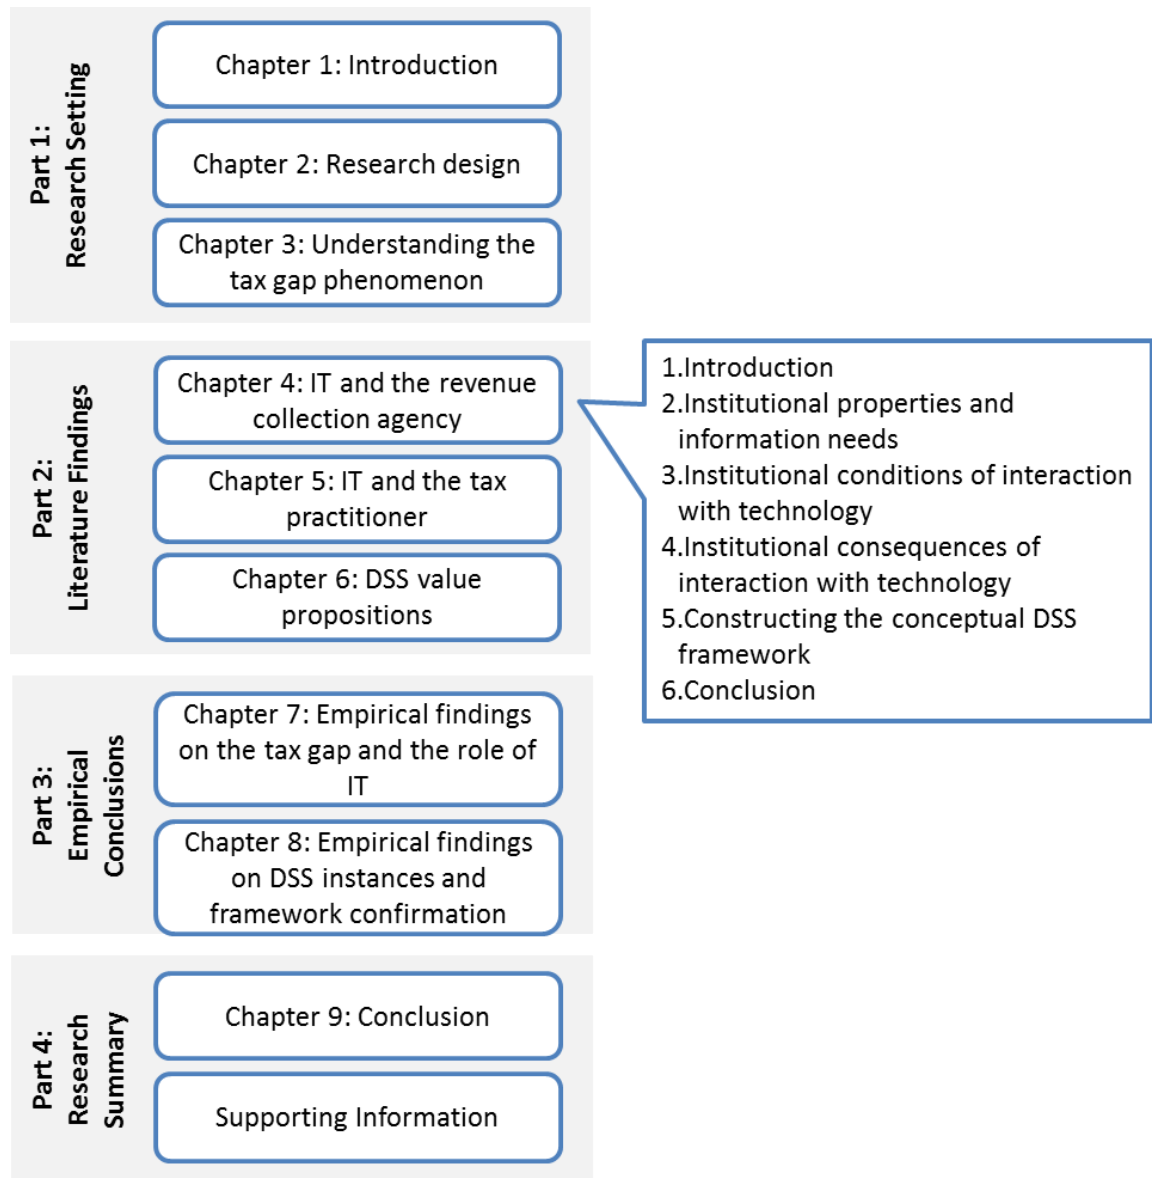 Part 1:
Research Setting
Chapter 1: Introduction
Chapter 2: Research design
Chapter 3: Understanding the
tax gap phenomenon
Part 2:
Literature Findings
Chapter 4: IT and the revenue
collection agency
Chapter 5: IT and the tax
practitioner
Chapter 6: DSS value
propositions
1.Introduction
2.Institutional properties and
information needs
3.Institutional conditions of interaction
with technology
4.Institutional consequences of
interaction with technology
5.Constructing the conceptual DSS
framework
6.Conclusion
Part 3:
Empirical
Conclusions
Chapter 7: Empirical findings
on the tax gap and the role of
IT
Chapter 8: Empirical findings
on DSS instances and
framework confirmation
Part 4:
Research
Summary
Chapter 9: Conclusion
Supporting Information